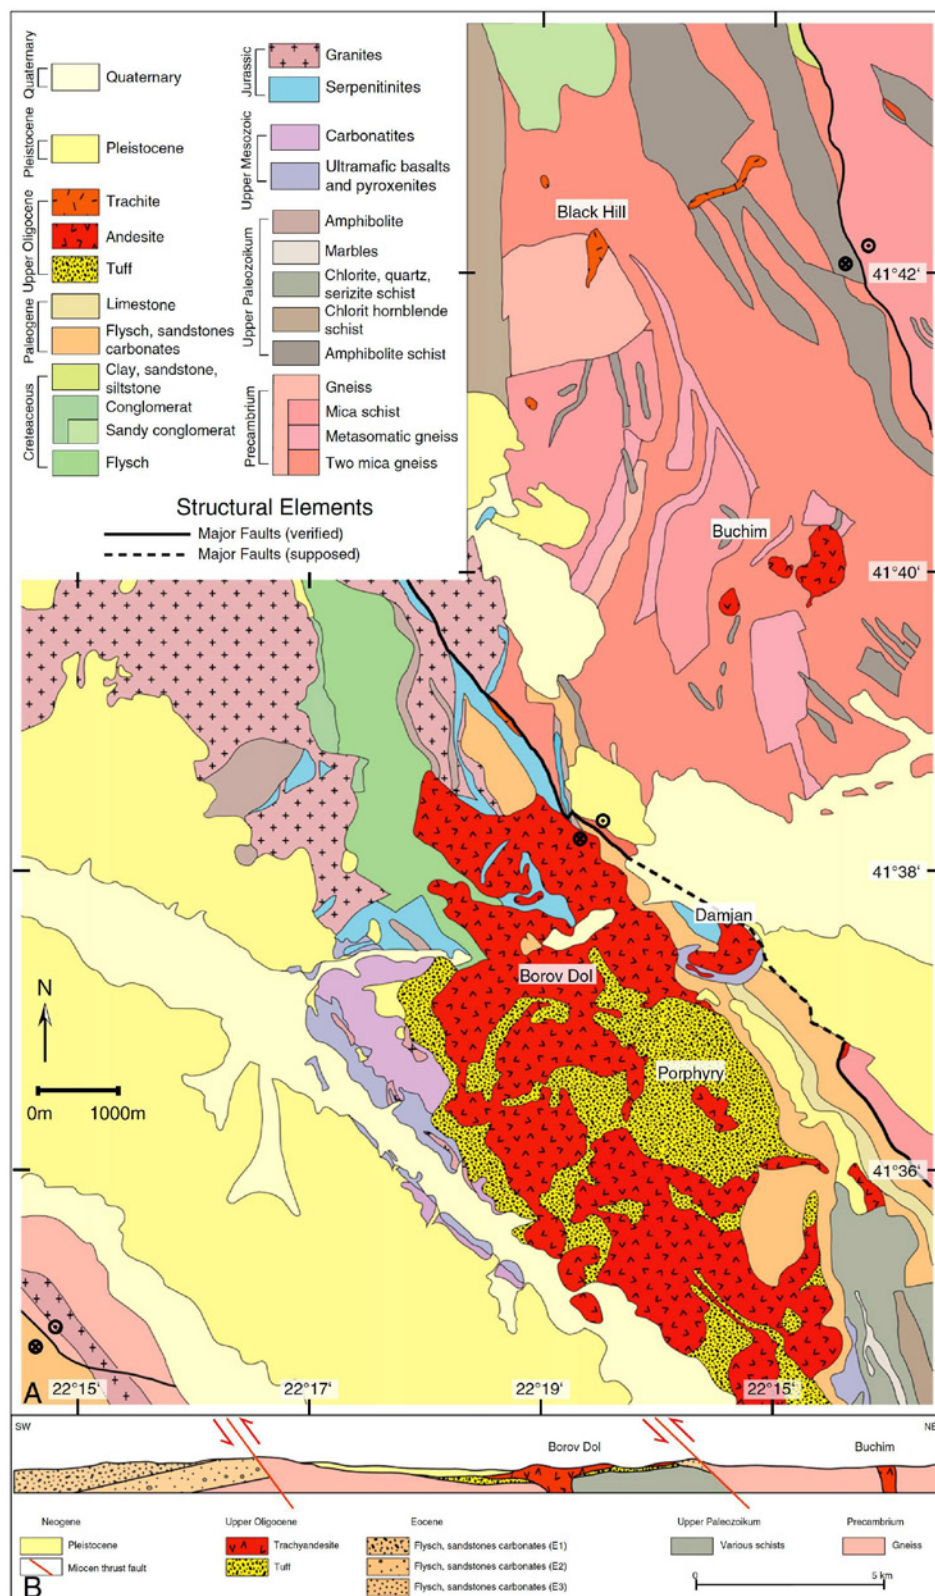 Quaternary
Quaternary
Pleistocene
Pleistocene
Upper Oligocene
Trachite
Andesite
Tuff
Paleogene
Limestone
Flysch, sandstones
carbonates
Creteaceous
Clay, sandstone,
siltstone
Conglomerat
Sandy conglomerat
Flysch
Jurassic
Granites
Serpenitinites
Upper Mesozoic
Carbonatites
Ultramafic basalts
and pyroxenites
Upper Paleozoikum
Amphibolite
Marbles
Chlorite, quartz,
serizite schist
Chlorit hornblende
schist
Amphibolite schist
Precambrium
Gneiss
Mica schist
Metasomatic gneiss
Two mica gneiss
Structural Elements
Major Faults (verified)
Major Faults (supposed)
Black Hill
41°42‘
Buchim
41°40‘
41°38‘
Damjan
Borov Dol
N
Porphyry
0m 1000m
41°36‘
A
22°15‘ 22°17‘ 22°19‘ 22°15‘
SW NE
Borov Dol Buchim
Neogene
Pleistocene
Miocen thrust fault
Upper Oligocene
Trachyandesite
Tuff
Eocene
Flysch, sandstones carbonates (E1)
Flysch, sandstones carbonates (E2)
Flysch, sandstones carbonates (E3)
Upper Paleozoikum
Various schists
Precambrium
Gneiss
0 5 km
B